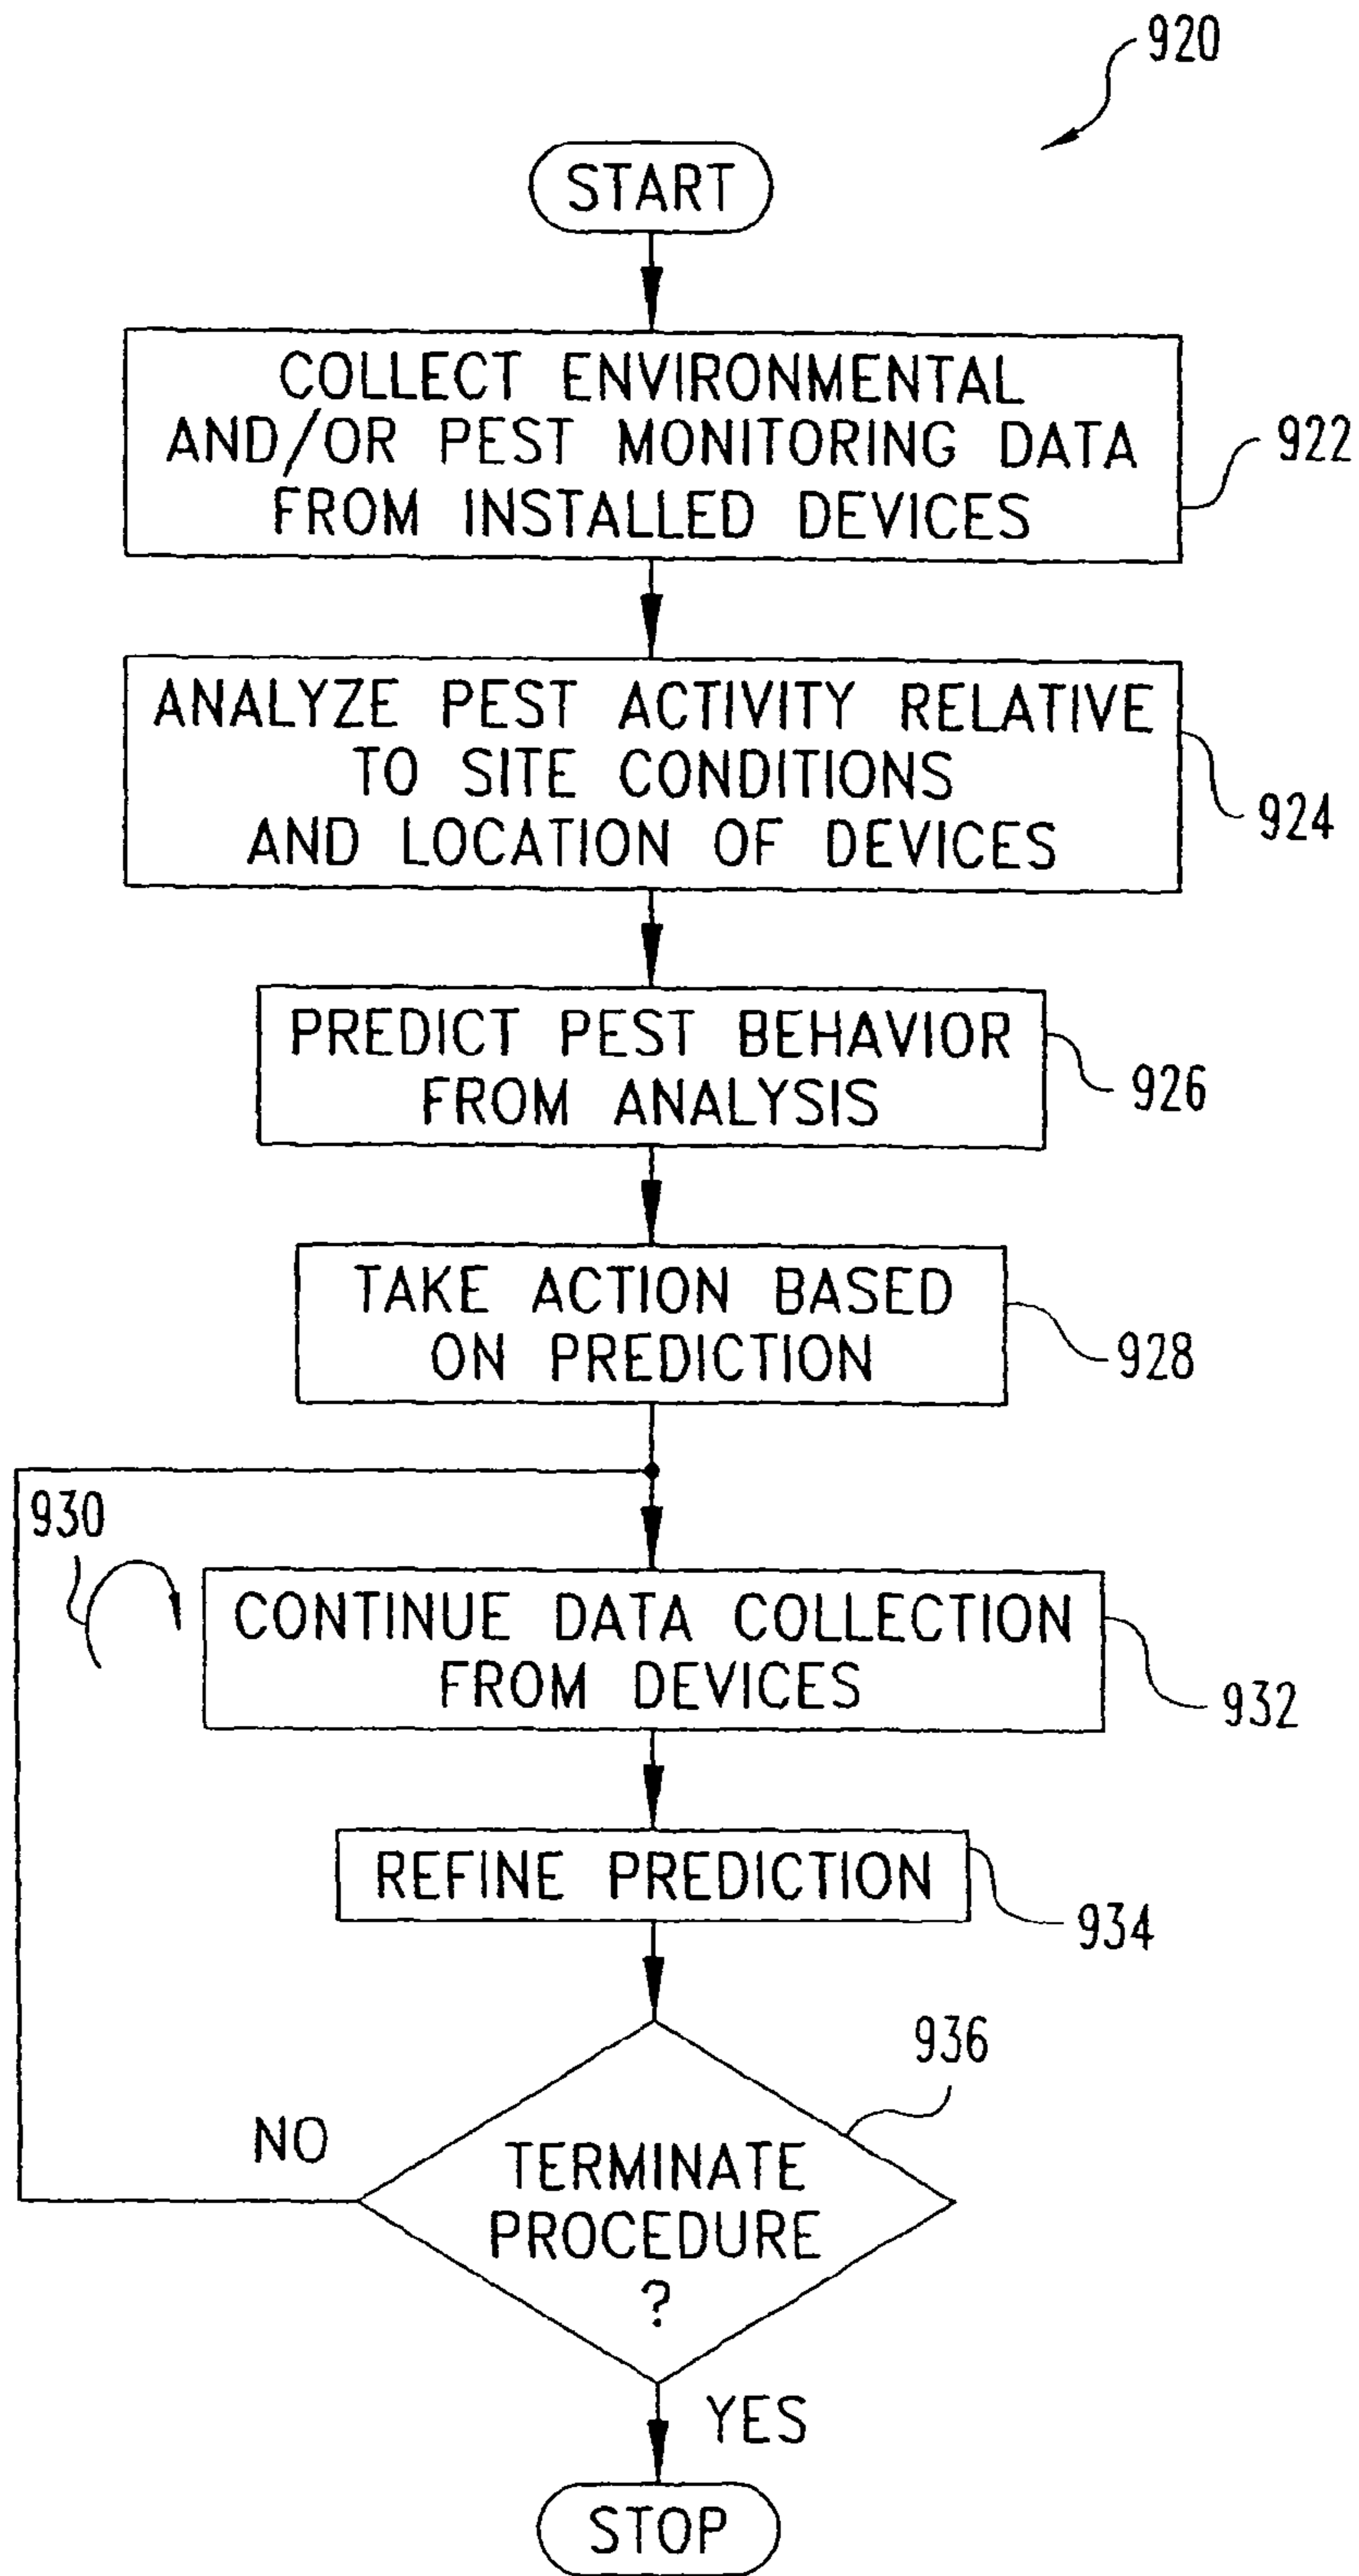 920
START
COLLECT ENVIRONMENTAL
AND/OR PEST MONITORING DATA
FROM INSTALLED DEVICES
922
ANALYZE PEST ACTIVITY RELATIVE
TO SITE CONDITIONS
AND LOCATION OF DEVICES
924
PREDICT PEST BEHAVIOR
FROM ANALYSIS
926
TAKE ACTION BASED
ON PREDICTION
928
930
CONTINUE DATA COLLECTION
FROM DEVICES
932
REFINE PREDICTION
934
936
NO
TERMINATE
PROCEDURE
?
YES
STOP